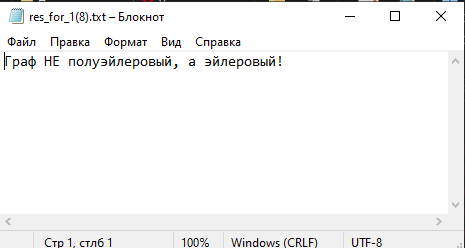 res_for_1(8).txt – Блокнот
Файл Правка Формат Вид Справка
Граф НЕ полуэйлеровый, а эйлеровый!
Стр 1, стлб 1 100% Windows (CRLF) UTF-8